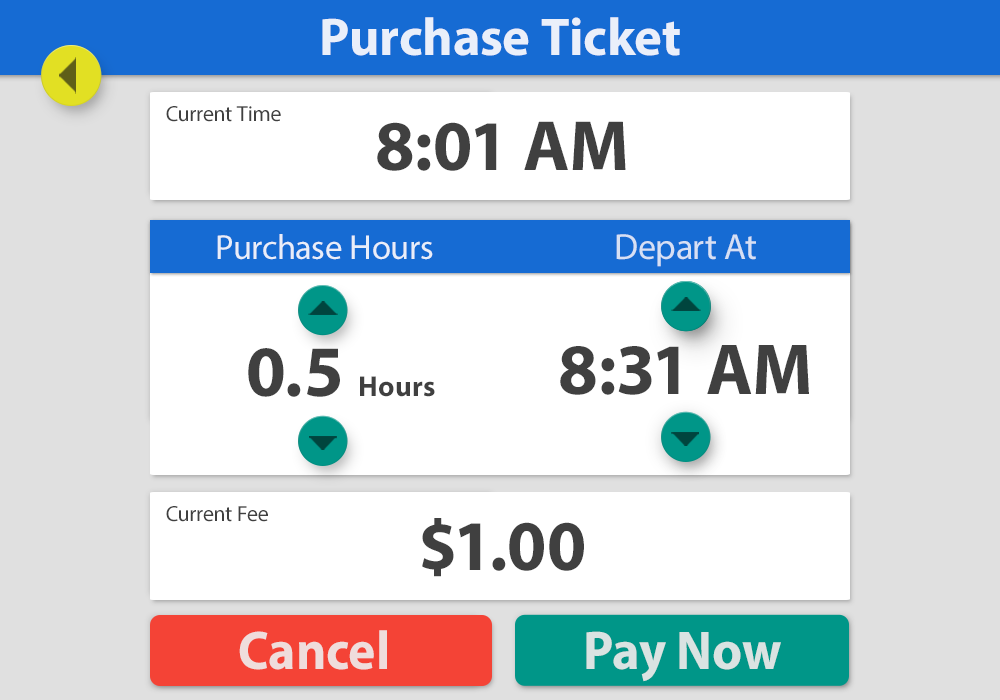 Purchase Ticket
Current Time
8:01 AM
Purchase Hours
Depart At
0.5 Hours
8:31 AM
Current Fee
$1.00
Cancel
Pay Now